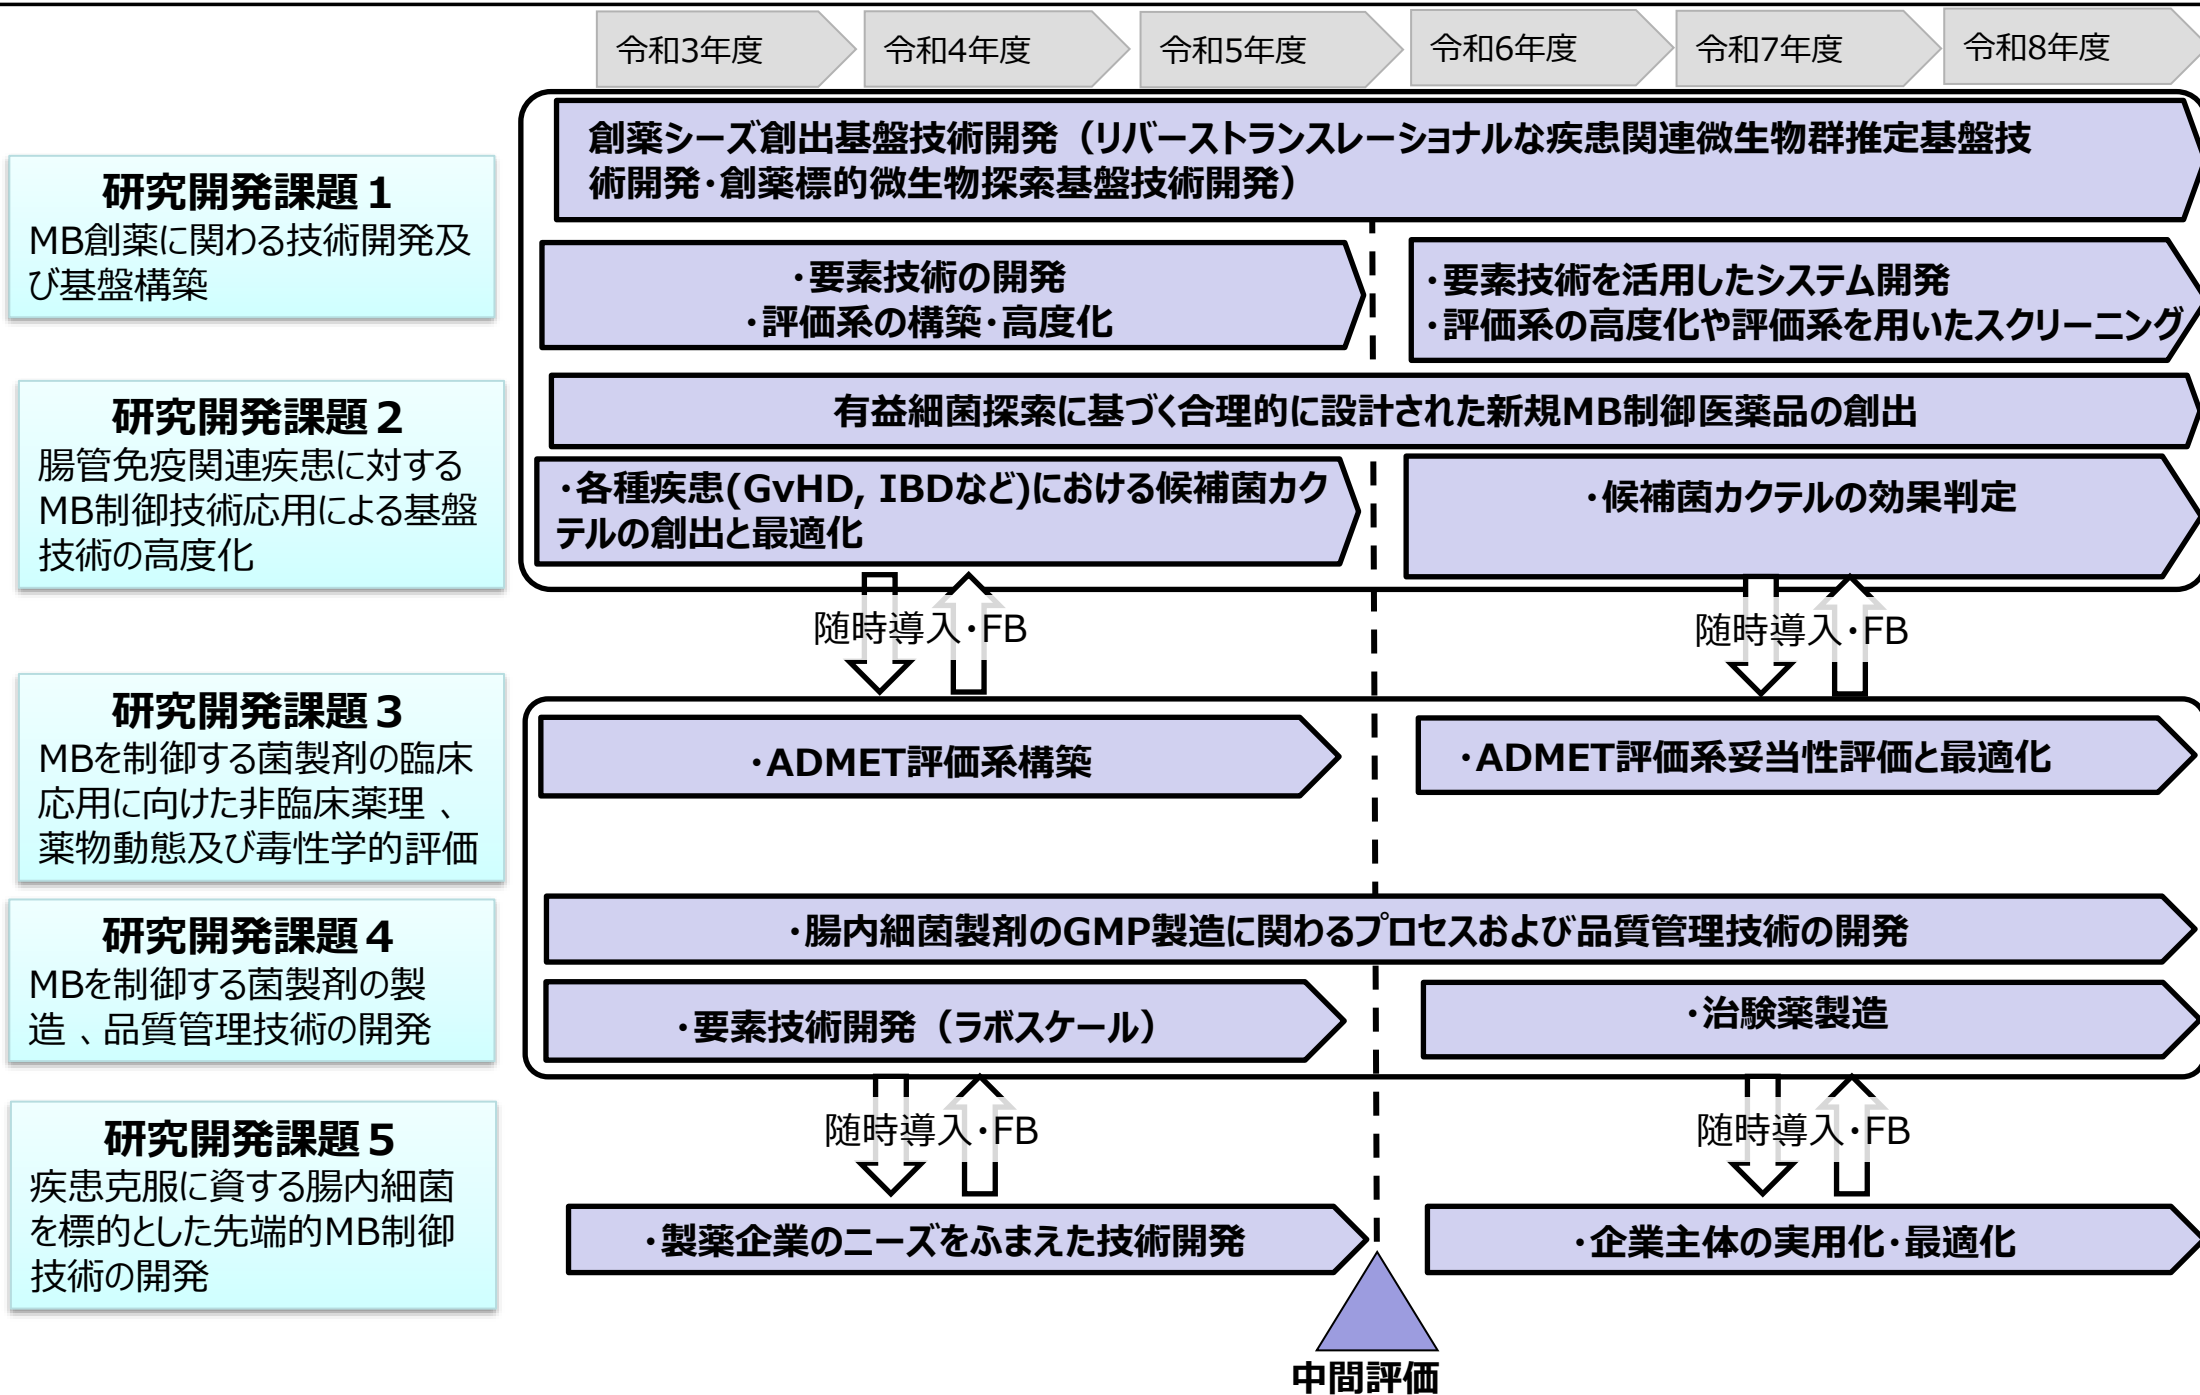 令和3年度
令和4年度
令和5年度
令和6年度
令和7年度
令和8年度
研究開発課題1
MB創薬に関わる技術開発及
び基盤構築
創薬シーズ創出基盤技術開発（リバーストランスレーショナルな疾患関連微生物群推定基盤技
術開発・創薬標的微生物探索基盤技術開発）
・要素技術の開発
・評価系の構築・高度化
・要素技術を活用したシステム開発
・評価系の高度化や評価系を用いたスクリーニング
研究開発課題2
腸管免疫関連疾患に対する
MB制御技術応用による基盤
技術の高度化
有益細菌探索に基づく合理的に設計された新規MB制御医薬品の創出
・各種疾患(GvHD, IBDなど)における候補菌カク
テルの創出と最適化
・候補菌カクテルの効果判定
随時導入・FB
随時導入・FB
研究開発課題3
MBを制御する菌製剤の臨床
応用に向けた非臨床薬理 、
薬物動態及び毒性学的評価
・ADMET評価系構築
・ADMET評価系妥当性評価と最適化
研究開発課題4
MBを制御する菌製剤の製
造 、品質管理技術の開発
・腸内細菌製剤のGMP製造に関わるプロセスおよび品質管理技術の開発
・要素技術開発（ラボスケール）
・治験薬製造
随時導入・FB
随時導入・FB
研究開発課題5
疾患克服に資する腸内細菌
を標的とした先端的MB制御
技術の開発
・製薬企業のニーズをふまえた技術開発
・企業主体の実用化・最適化
中間評価